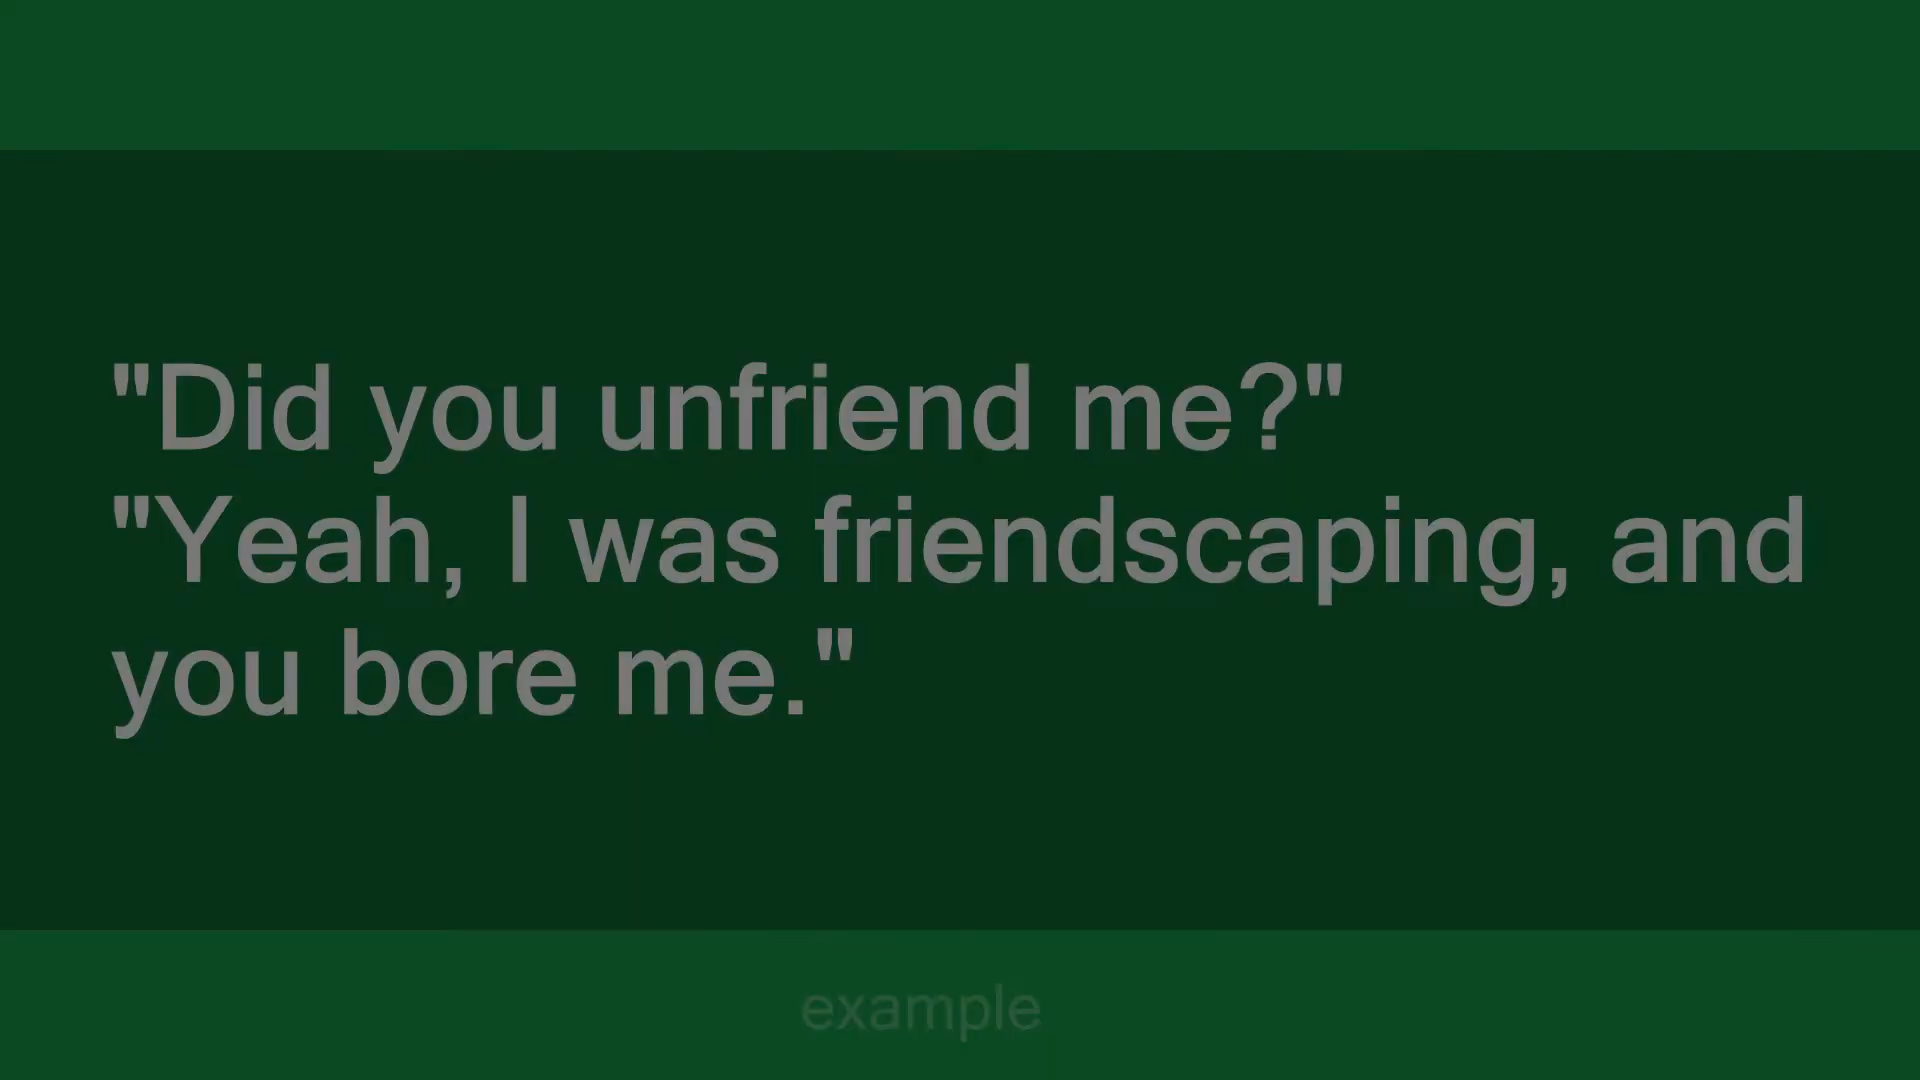 "Did you unfriend me?"
"Yeah, I was friendscaping, and
you bore me."
example